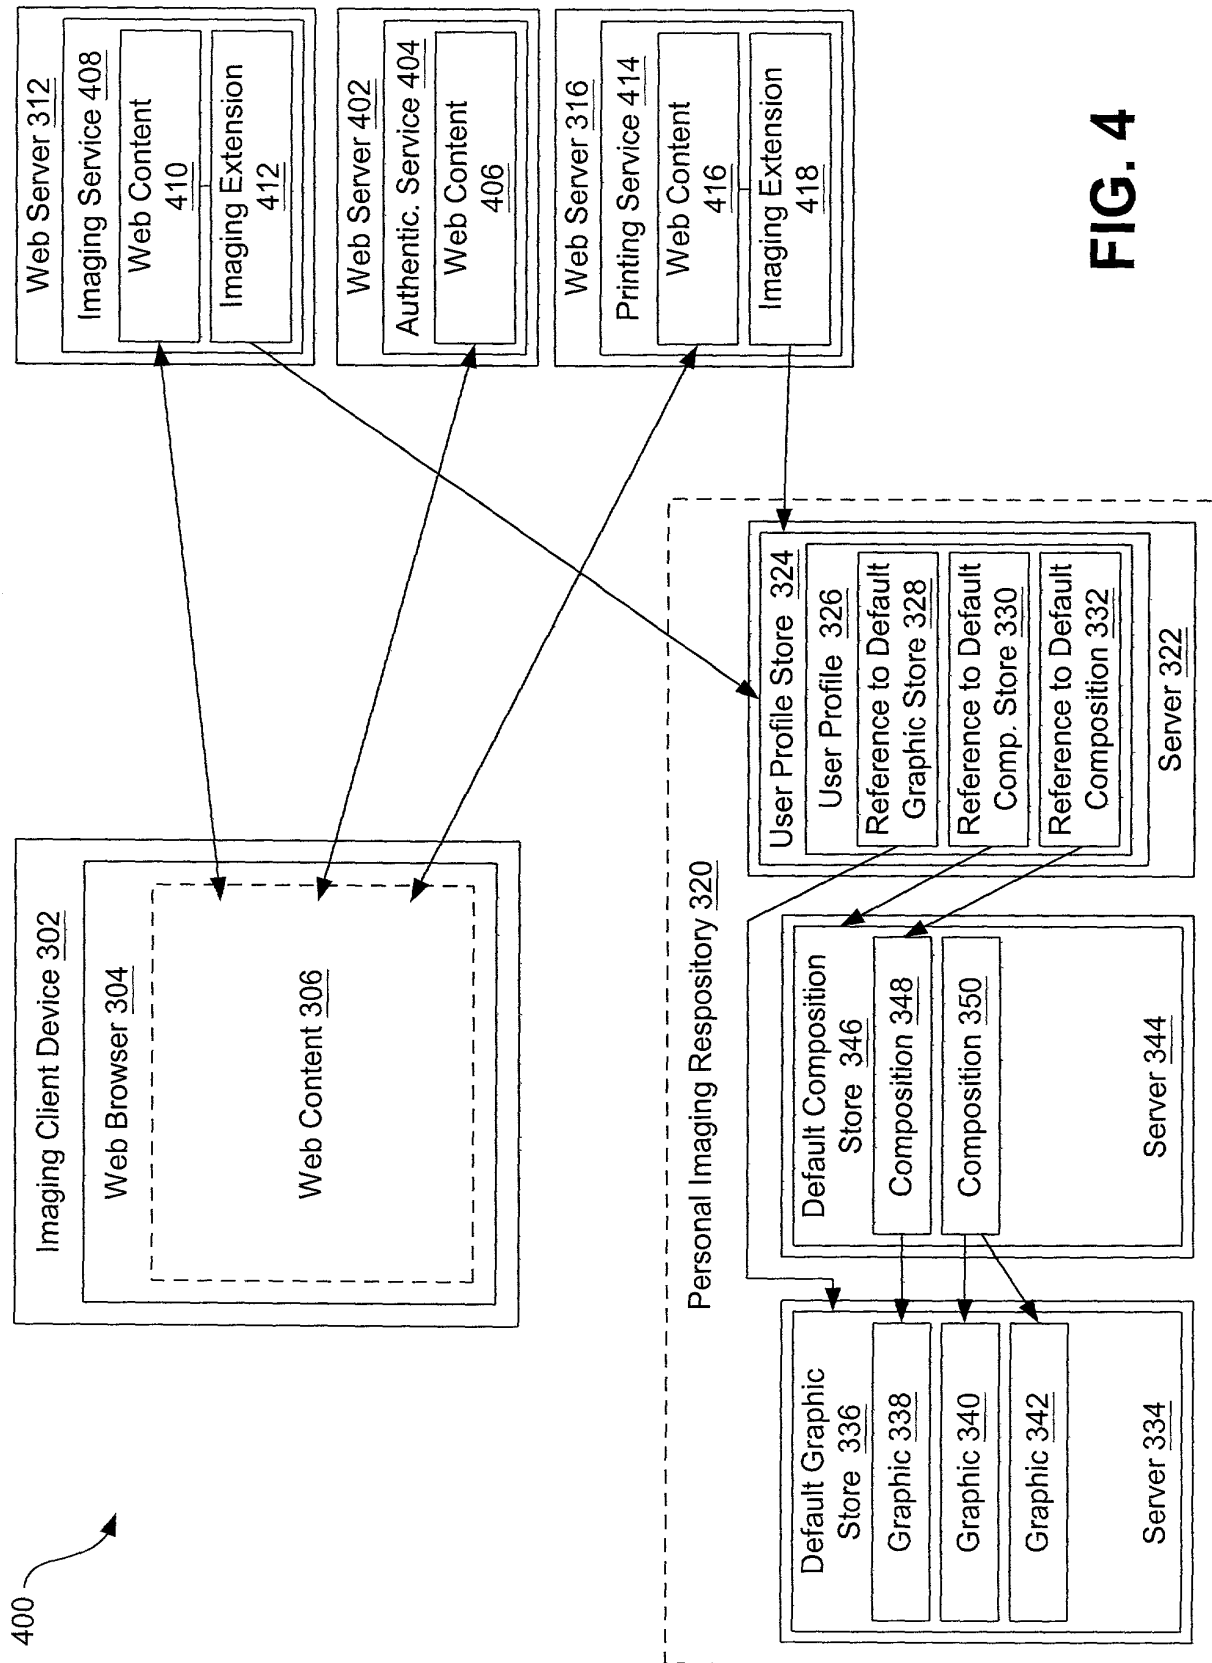 400
Imaging Client Device 302
Web Browser 304
Web Content 306
Web Server 312
Imaging Service 408
Web Content
410
Imaging Extension
412
Web Server 402
Authentic. Service 404
Web Content
406
Web Server 316
Printing Service 414
Web Content
416
Imaging Extension
418
Personal Imaging Respository 320
Default Graphic
Store 336
Graphic 338
Graphic 340
Graphic 342
Server 334
Default Composition
Store 346
Composition 348
Composition 350
Server 344
User Profile Store 324
User Profile 326
Reference to Default
Graphic Store 328
Reference to Default
Comp. Store 330
Reference to Default
Composition 332
Server 322
FIG. 4